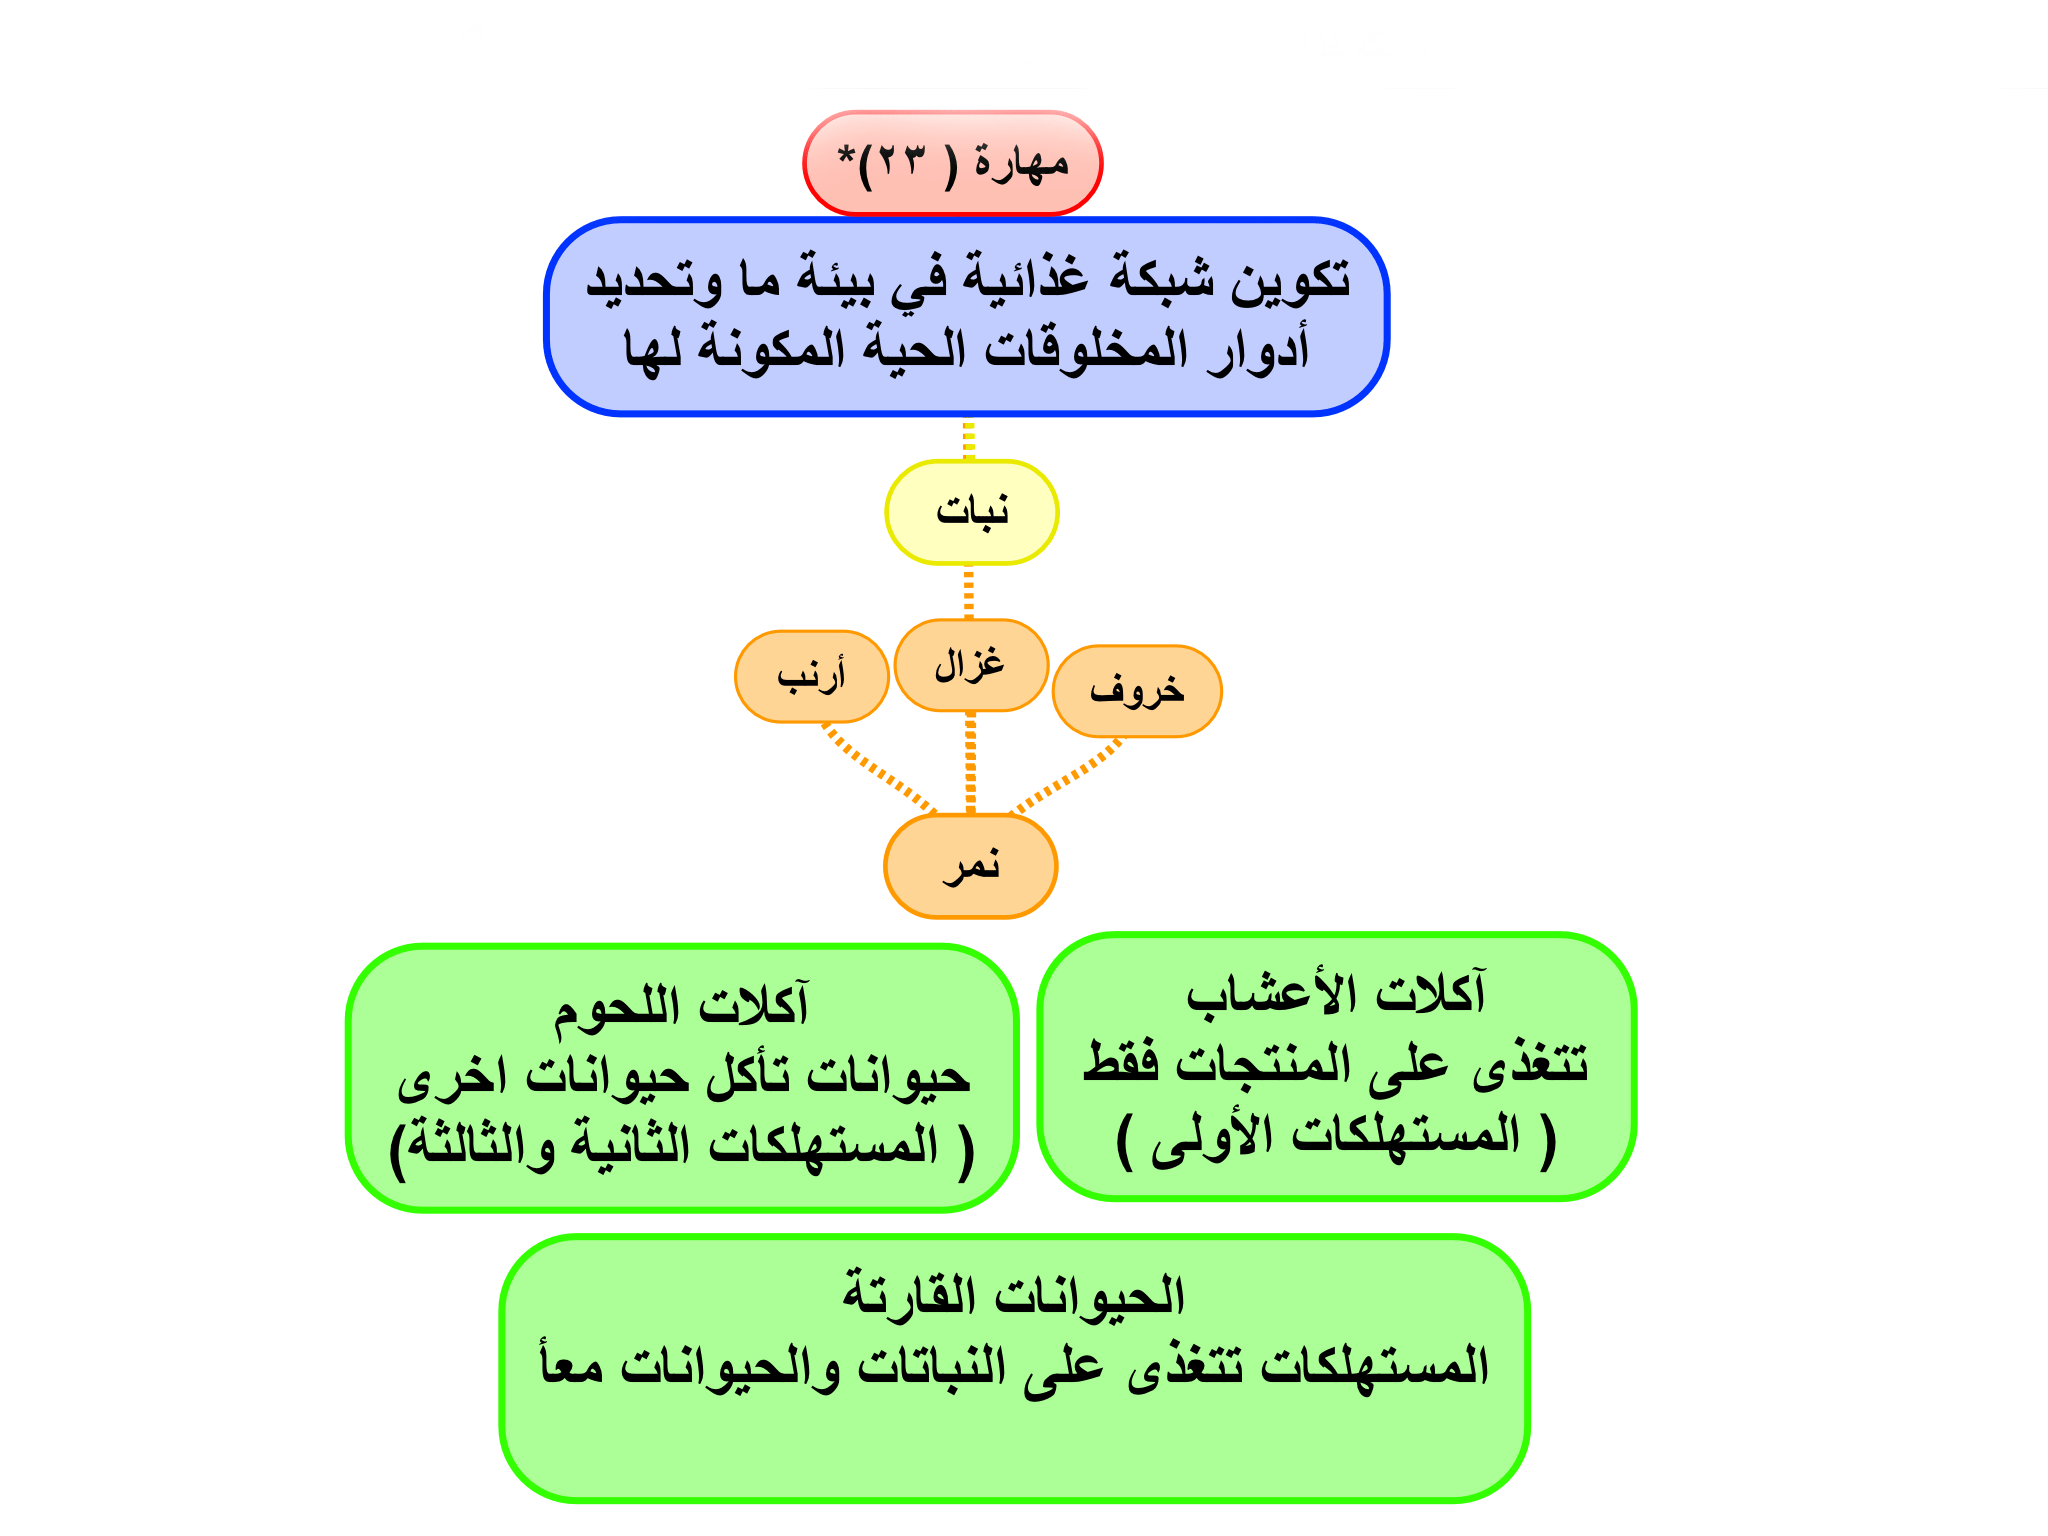 مهارة ( ٢٣)*
تكوين شبكة غذائية في بيئة ما وتحديد
أدوار المخلوقات الحية المكونة لها
نبات
خروف
غزال
أرنب
نمر
آكلات الأعشاب
تتغذى على المنتجات فقط
( المستهلكات الأولى )
آكلات اللحوم
حيوانات تأكل حيوانات اخرى
( المستهلكات الثانية والثالثة)
الحيوانات القارتة
المستهلكات تتغذى على النباتات والحيوانات معأ